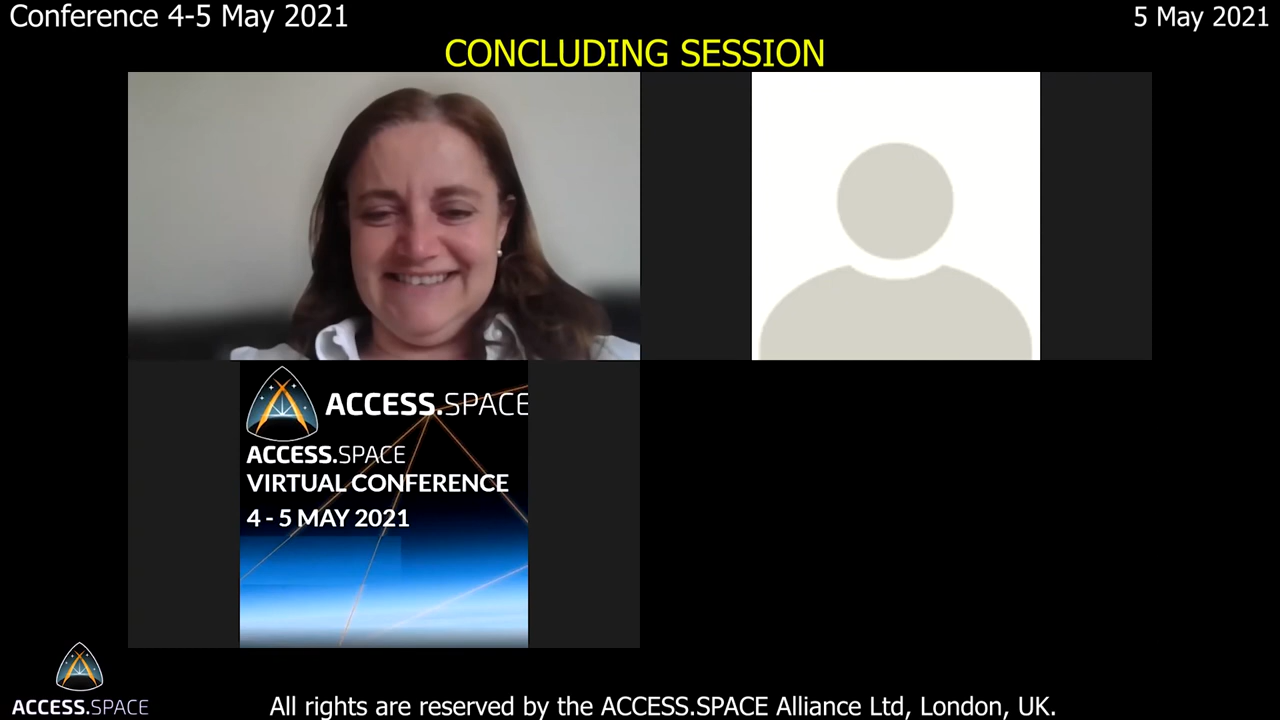 Conference 4-5 May 2021
5 May 2021
CONCLUDING SESSION
ACCESS.SPACE
ACCESS.SPACE
VIRTUAL CONFERENCE
4 - 5 MAY 2021
ACCESS.SPACE
All rights are reserved by the ACCESS.SPACE Alliance Ltd, London, UK.